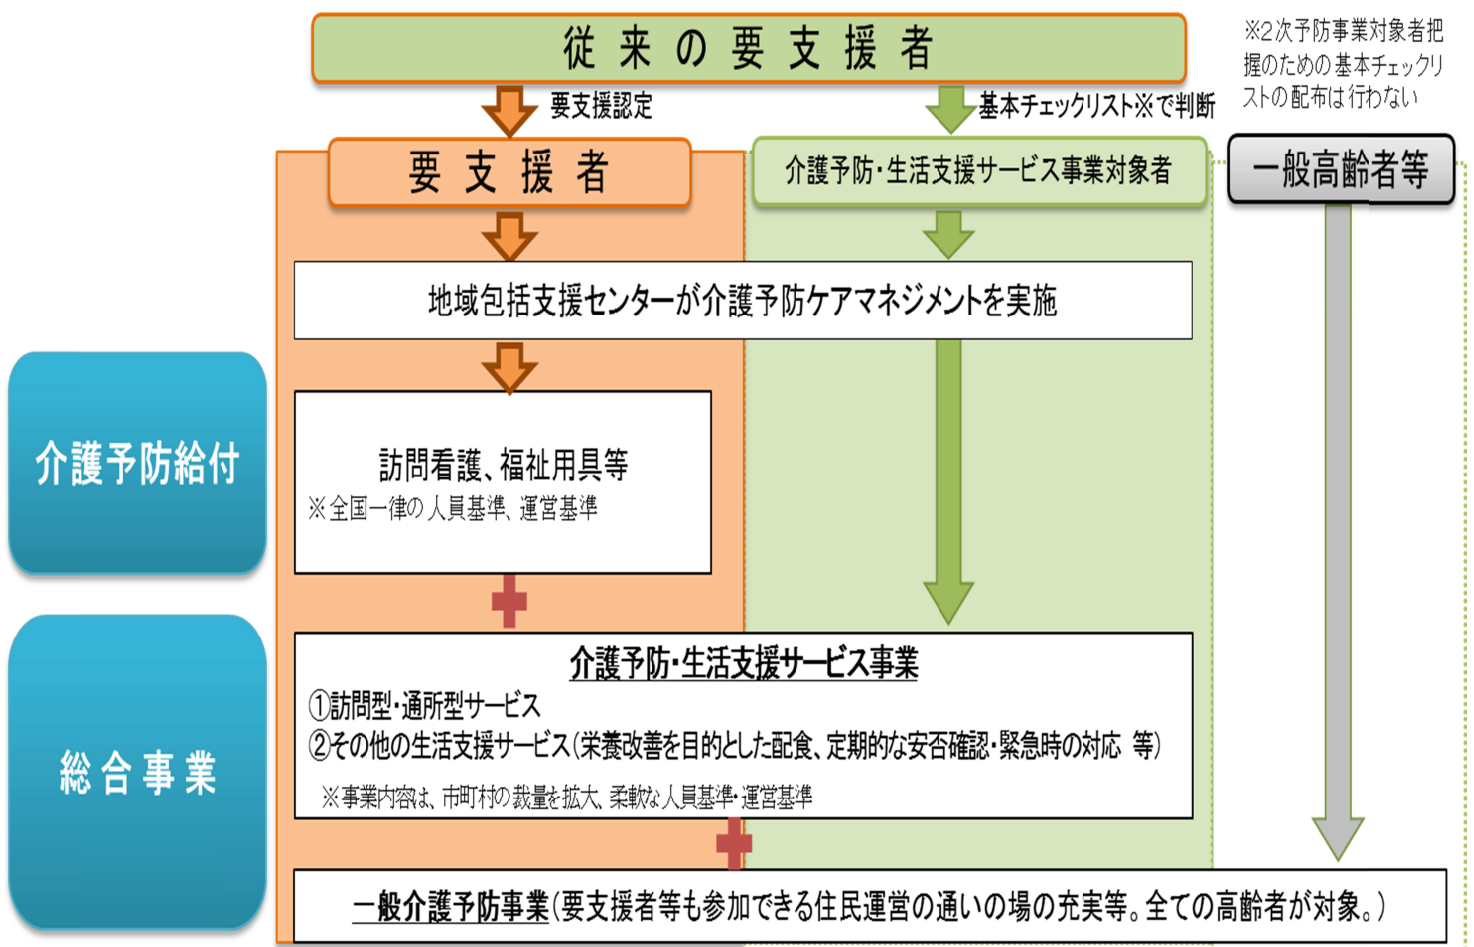 従来の要支援者
※2次予防事業対象者把
握のための基本チェックリ
ストの配布は行わない
要支援認定
基本チェックリスト※で判断
要支援者
介護予防・生活支援サービス事業対象者
一般高齢者等
地域包括支援センターが介護予防ケアマネジメントを実施
介護予防給付
訪問看護、福祉用具等
※全国一律の人員基準、運営基準
総合事業
介護予防・生活支援サービス事業
①訪問型・通所型サービス
②その他の生活支援サービス(栄養改善を目的とした配食、定期的な安否確認・緊急時の対応 等)
※事業内容は、市町村の裁量を拡大、柔軟な人員基準・運営基準
一般介護予防事業(要支援者等も参加できる住民運営の通いの場の充実等。全ての高齢者が対象。)